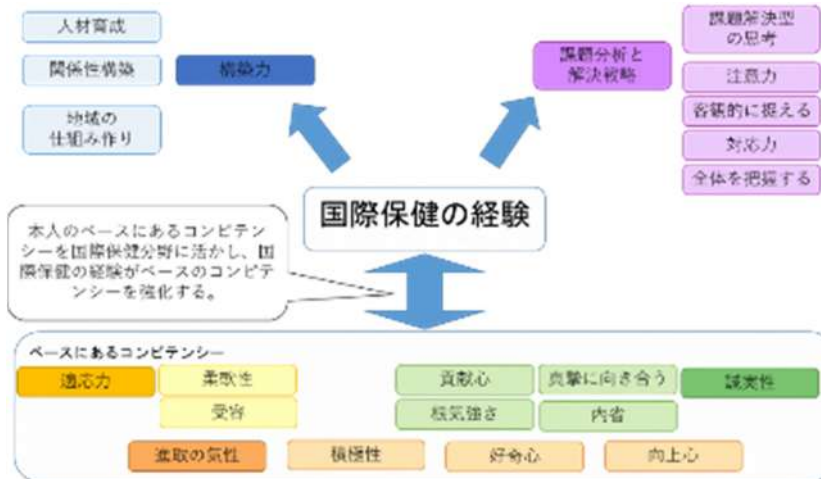 人材育成
関係性構築
構築力
地域の
仕組み作り
課題分析と
解決戦略
課題解決型
の思考
注意力
客観的に捉える
対応力
全体を把握する
国際保健の経験
本人のベースにあるコンピテン
シーを国際保健分野に活かし、国
際保健の経験がベースのコンピテ
ンシーを強化する。
ベースにあるコンピテンシー
適応力
柔軟性
受容
貢献心
真摯に向き合う
誠実性
根気強さ
内省
進取の気性
積極性
好奇心
向上心